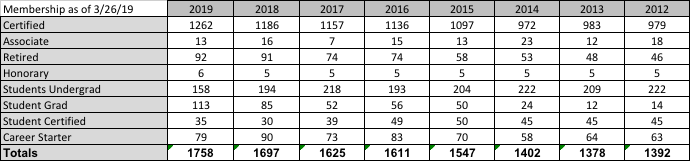 Membership as of 3/26/19 2019 2018 2017 2016 2015 2014 2013 2012
Certified 1262 1186 1157 1136 1097 972 983 979
Associate 13 16 7 15 13 23 12 18
Retired 92 91 74 74 58 53 48 46
Honorary 6 5 5 5 5 5 5 5
Students Undergrad 158 194 218 193 204 222 209 222
Student Grad 113 85 52 56 50 24 12 14
Student Certified 35 30 39 49 50 45 45 45
Career Starter 79 90 73 83 70 58 64 63
Totals 1758 1697 1625 1611 1547 1402 1378 1392